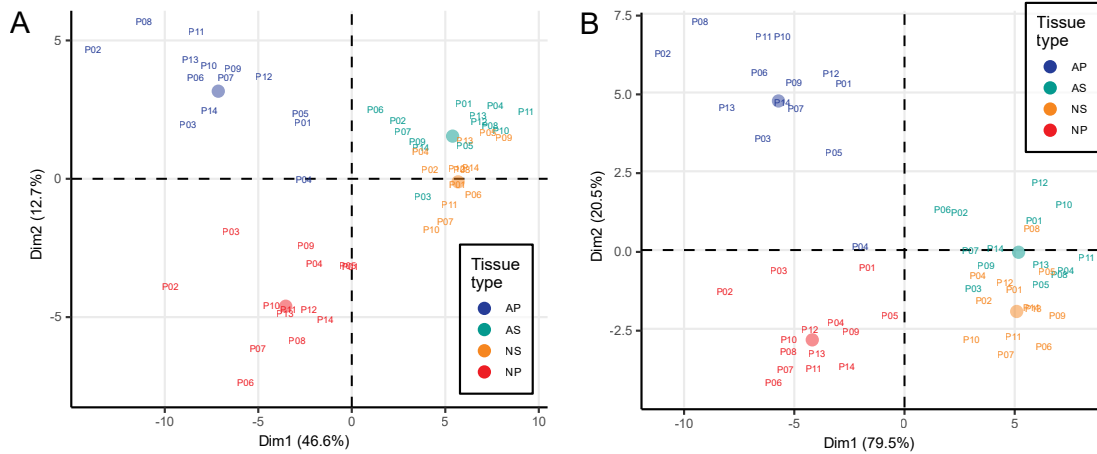 A
P08
P11
P02
P13
P10
P09
P06
P07
P12
P14
P05
P03
P01
P04
P06
P01
P04
P11
P02
P13
P12
P08
P10
P07
P09
P13
P09
P14
P05
P04
P02
P14
P03
P01
P06
P11
P07
P10
P03
P09
P04
P01
P02
P10
P11
P12
P13
P14
P08
P07
P06
5
0
-5
-10
-5
0
5
10
Dim1 (46.6%)
Dim2 (12.7%)
Tissue
type
AP
AS
NS
NP
B
P08
P11
P10
P02
P06
P12
P09
P01
P13
P14
P07
P03
P05
P04
P12
P10
P06
P02
P01
P08
P07
P14
P11
P09
P13
P04
P08
P03
P05
P04
P05
P12
P01
P02
P09
P10
P11
P07
P06
P03
P01
P02
P05
P04
P12
P09
P10
P08
P13
P07
P11
P14
P06
7.5
5.0
2.5
0.0
-2.5
-5.0
-10
-5
0
5
Dim1 (79.5%)
Dim2 (20.5%)
Tissue
type
AP
AS
NS
NP